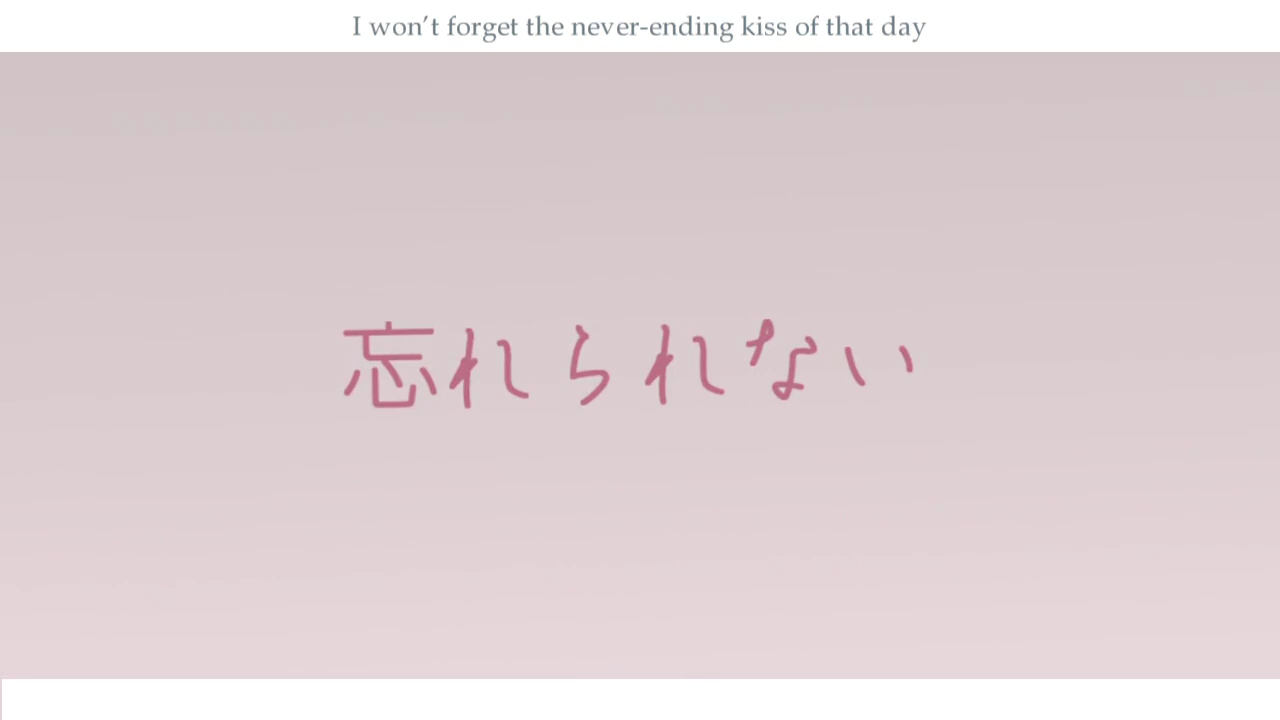 I won’t forget the never-ending kiss of that day
忘れられない